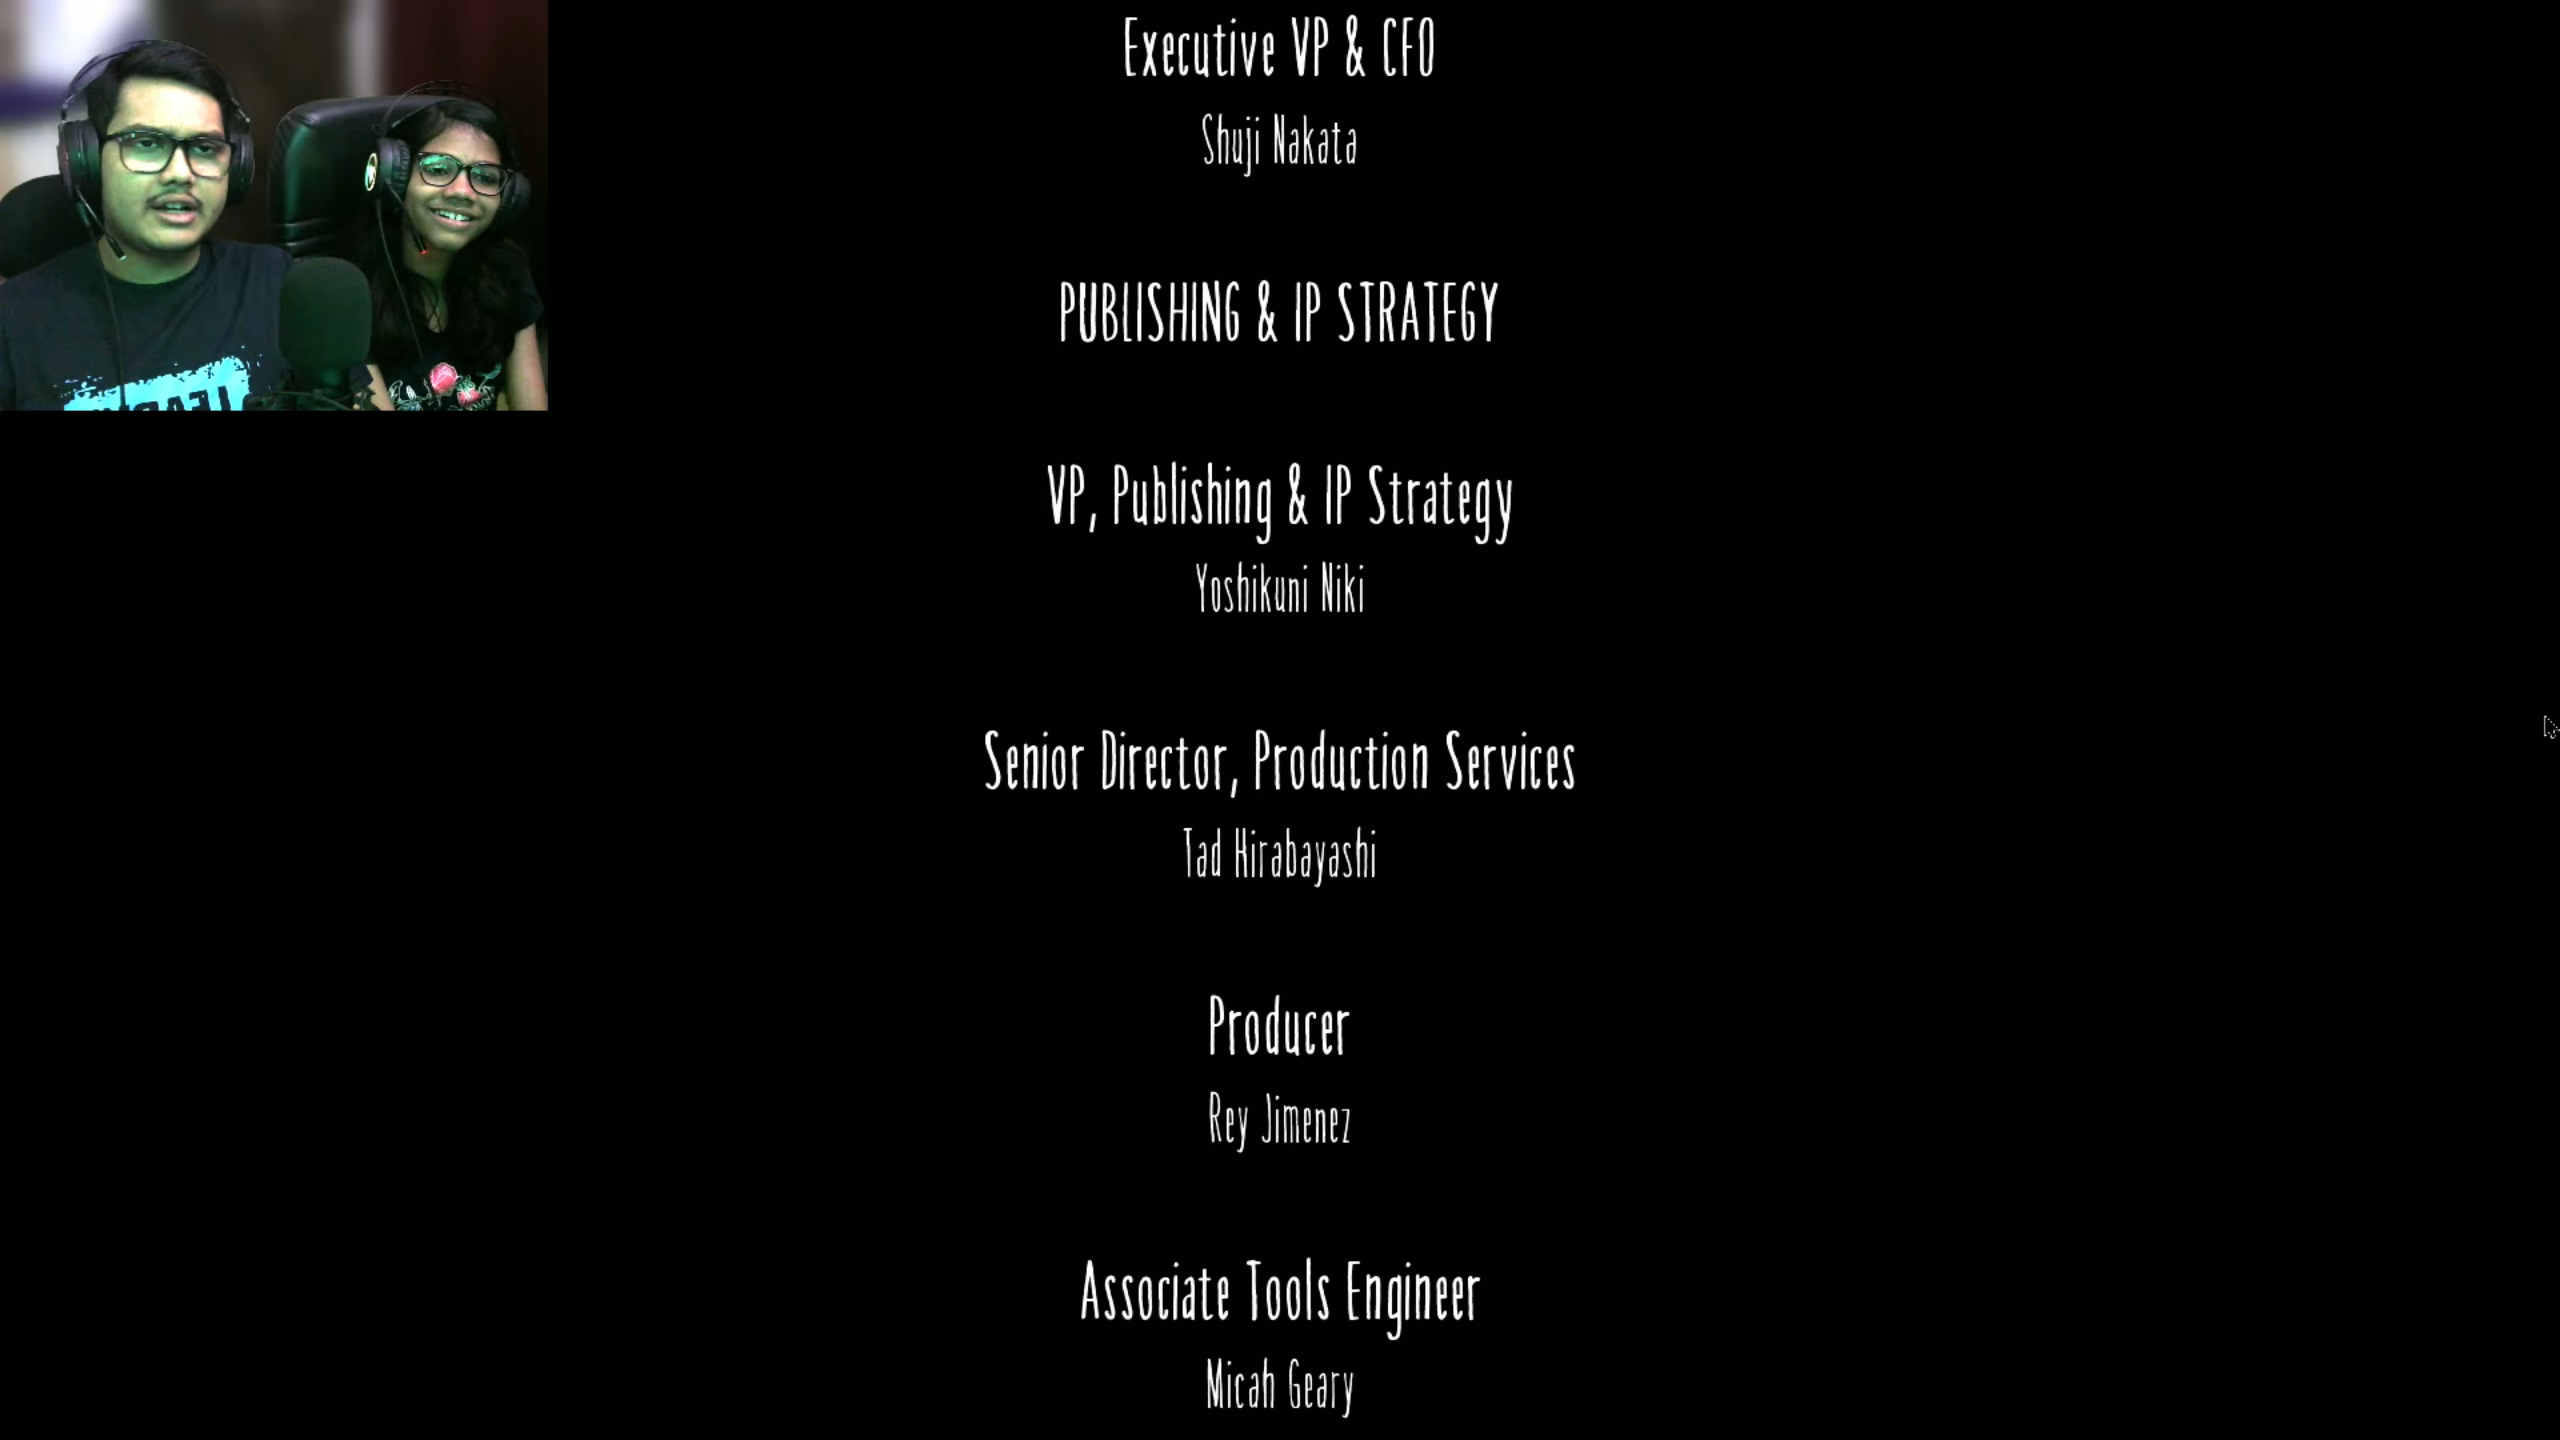 Executive VP & CFO
Shuji Nakata
PUBLISHING & IP STRATEGY
VP, Publishing & IP Strategy
Yoshikuni Niki
Senior Director, Production Services
Tad Hirabayashi
Producer
Rey Jimenez
Associate Tools Engineer
Micah Geary